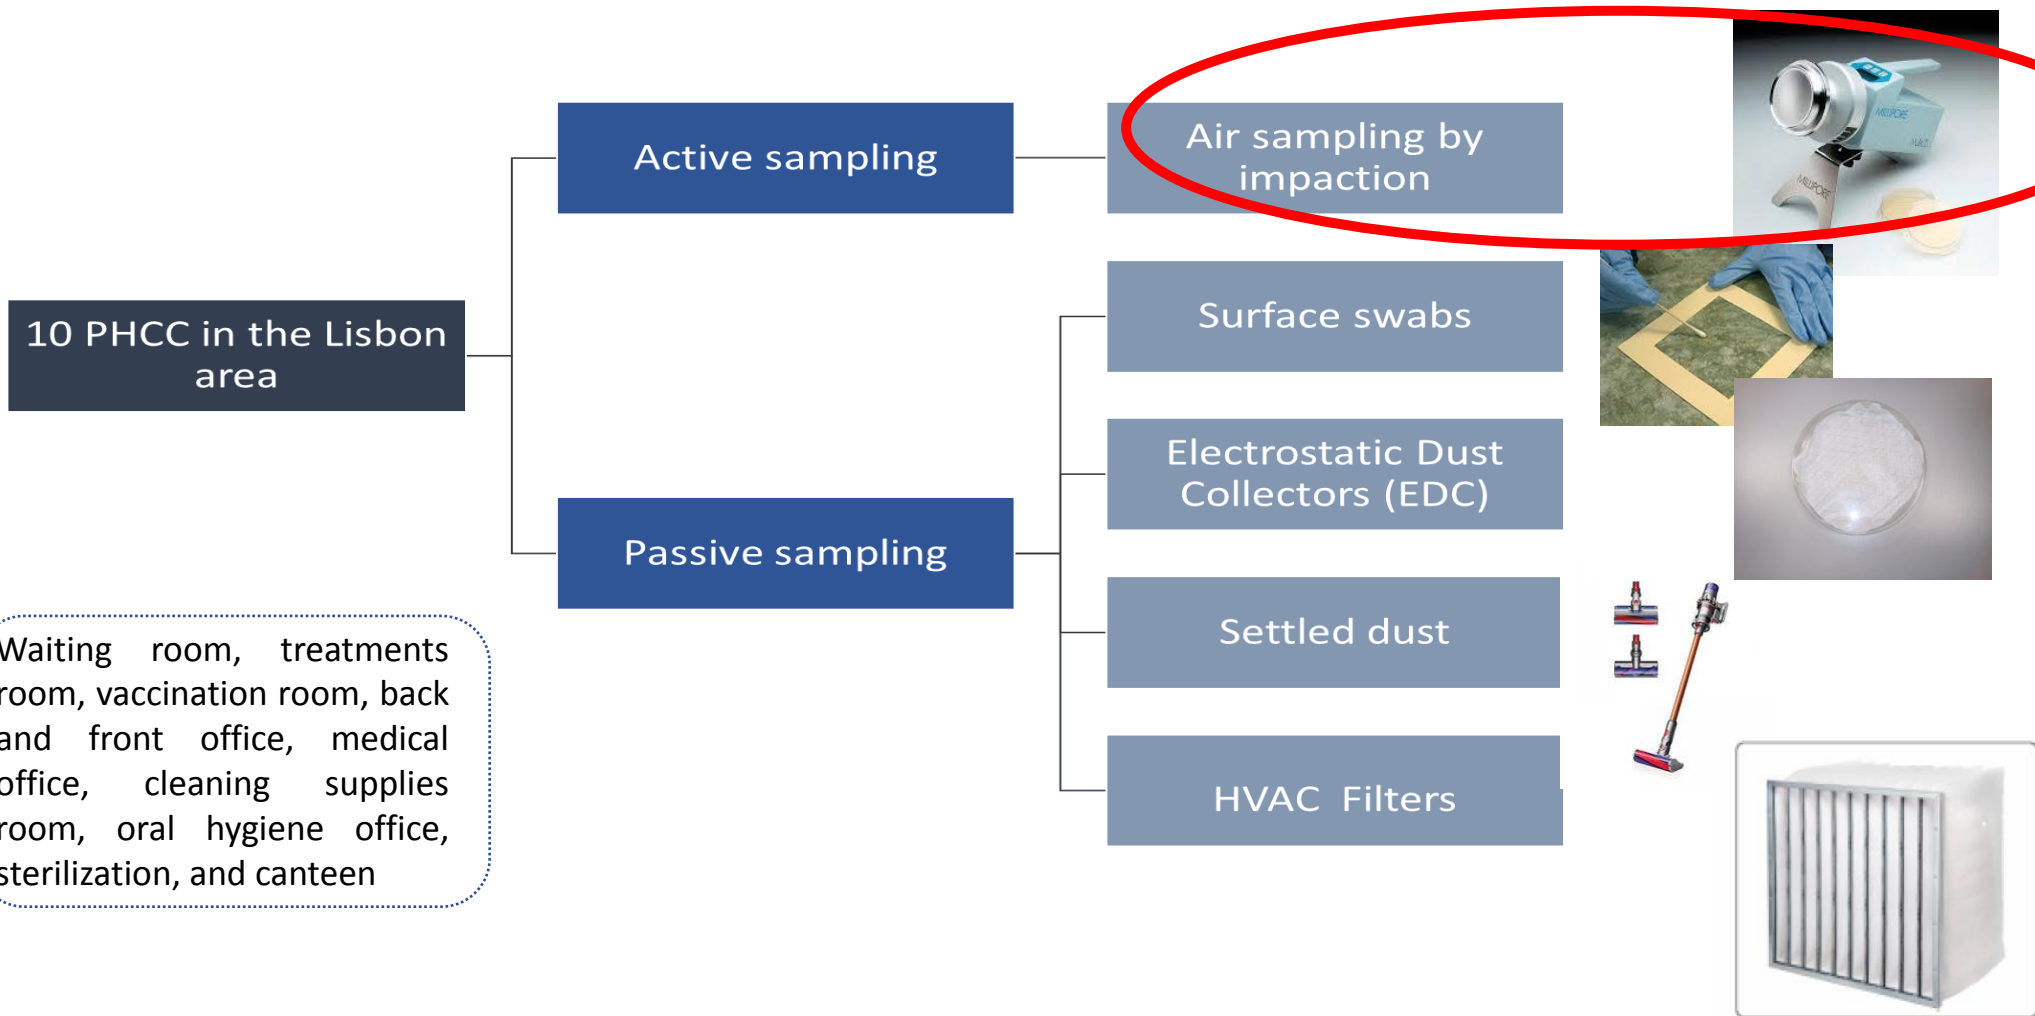 10 PHCC in the Lisbon
area
Active sampling
Passive sampling
Air sampling by
impaction
Surface swabs
Electrostatic Dust
Collectors (EDC)
Settled dust
HVAC Filters
Waiting room, treatments
room, vaccination room, back
and front office, medical
office, cleaning supplies
room, oral hygiene office,
sterilization, and canteen
MILLIPORE
MILLIPORE